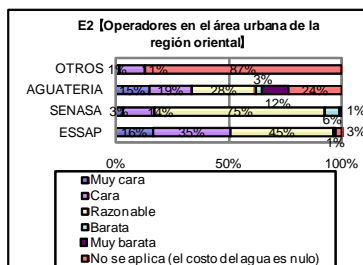 E2【Operadores en el área urbana de la
región oriental】
OTROS 1% 1% 87%
3%
AGUATERIA 15% 19% 28% 24%
12%
SENASA 3% 14% 75% 1%
6%
ESSAP 16% 35% 45% 3%
1%
0% 50% 100%
Muy cara
Cara
Razonable
Barata
Muy barata
No se aplica (el costo del agua es nulo)